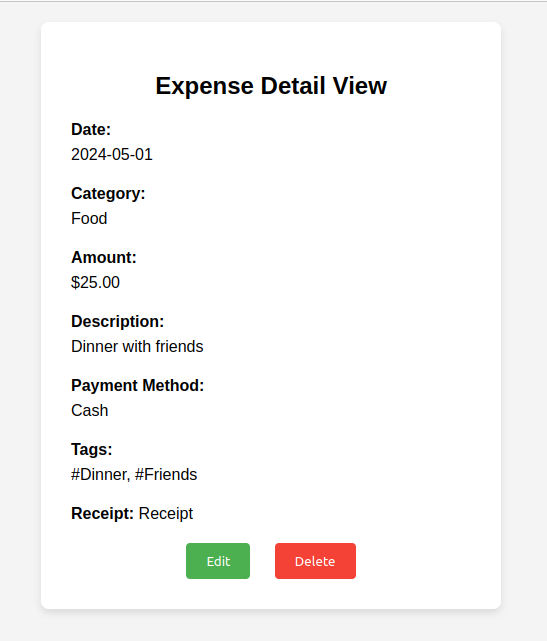 Expense Detail View
Date:
2024-05-01
Category:
Food
Amount:
$25.00
Description:
Dinner with friends
Payment Method:
Cash
Tags:
#Dinner, #Friends
Receipt: Receipt
Edit Delete